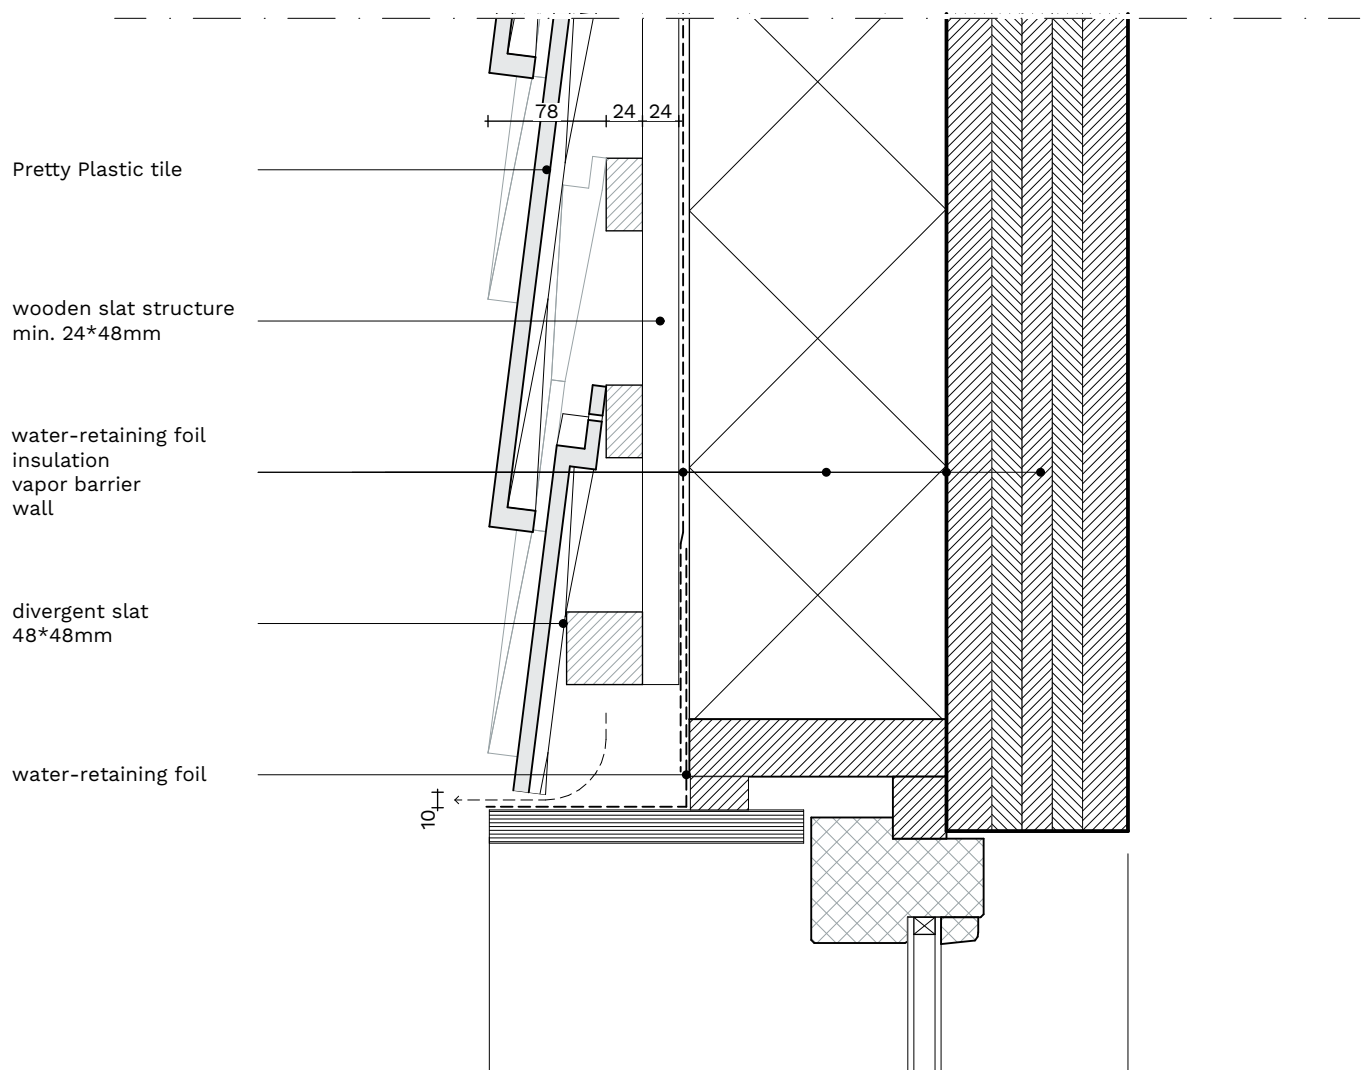 78 24 24
Pretty Plastic tile
wooden slat structure
min. 24*48mm
water-retaining foil
insulation
vapor barrier
wall
divergent slat
48*48mm
water-retaining foil
10